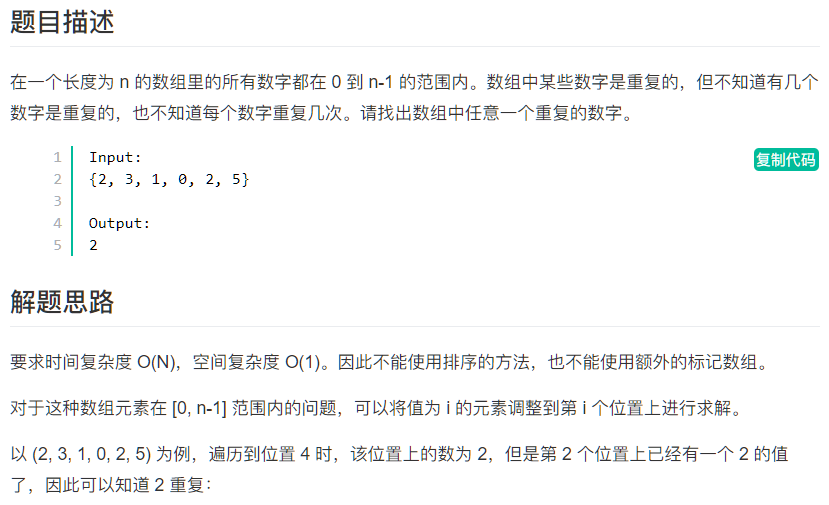 题目描述
在一个长度为 n 的数组里的所有数字都在 0 到 n-1 的范围内。数组中某些数字是重复的，但不知道有几个
数字是重复的，也不知道每个数字重复几次。请找出数组中任意一个重复的数字。
1 Input:
复制代码
2 {2, 3, 1, 0, 2, 5}
3
4 Output:
5 2
解题思路
要求时间复杂度 O(N)，空间复杂度 O(1)。因此不能使用排序的方法，也不能使用额外的标记数组。
对于这种数组元素在 [0, n-1] 范围内的问题，可以将值为 i 的元素调整到第 i 个位置上进行求解。
以 (2, 3, 1, 0, 2, 5) 为例，遍历到位置 4 时，该位置上的数为 2，但是第 2 个位置上已经有一个 2 的值
了，因此可以知道 2 重复：